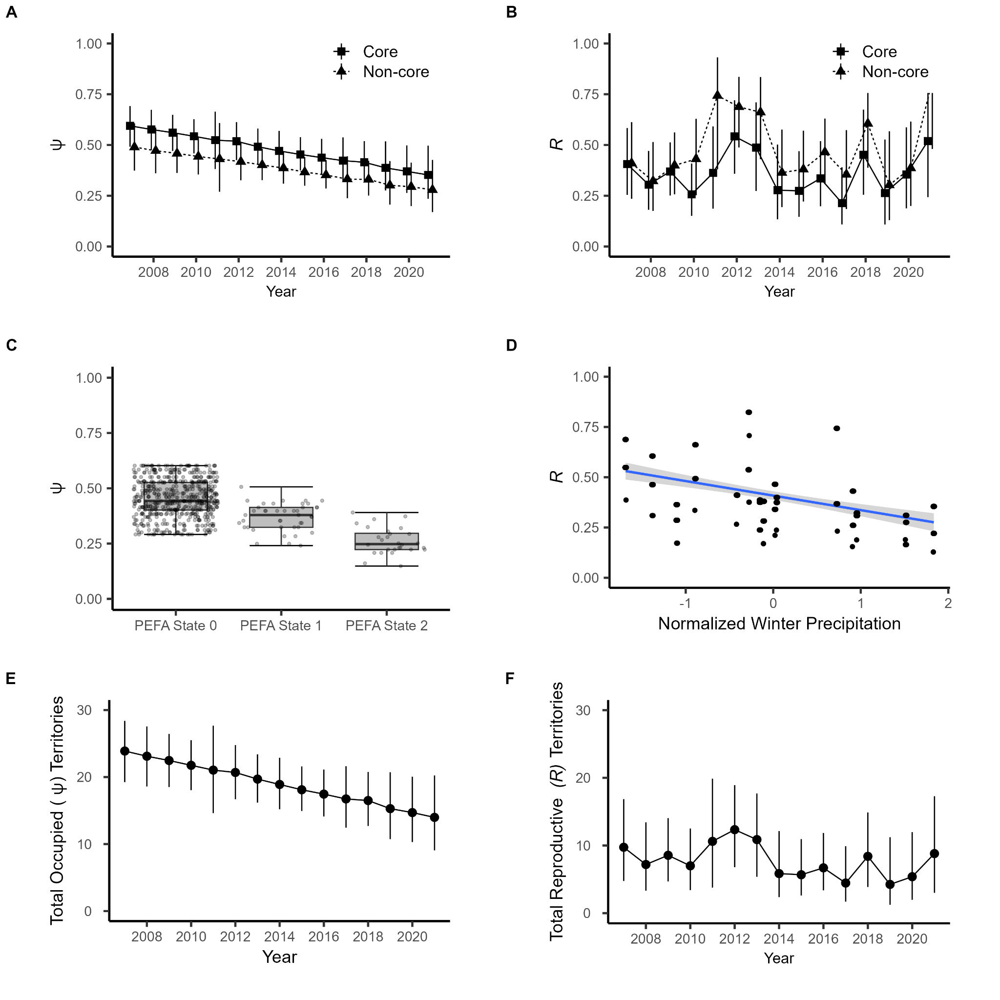 A
1.00
0.75
0.50
0.25
0.00
ψ
Core
Non-core
2008 2010 2012 2014 2016 2018 2020
Year
B
1.00
0.75
0.50
0.25
0.00
R
Core
Non-core
2008 2010 2012 2014 2016 2018 2020
Year
C
1.00
0.75
0.50
0.25
0.00
ψ
PEFA State 0 PEFA State 1 PEFA State 2
D
1.00
0.75
0.50
0.25
0.00
R
-1 0 1 2
Normalized Winter Precipitation
E
Total Occupied ( ψ) Territories
30
20
10
0
2008 2010 2012 2014 2016 2018 2020
Year
F
Total Reproductive (R) Territories
30
20
10
0
2008 2010 2012 2014 2016 2018 2020
Year